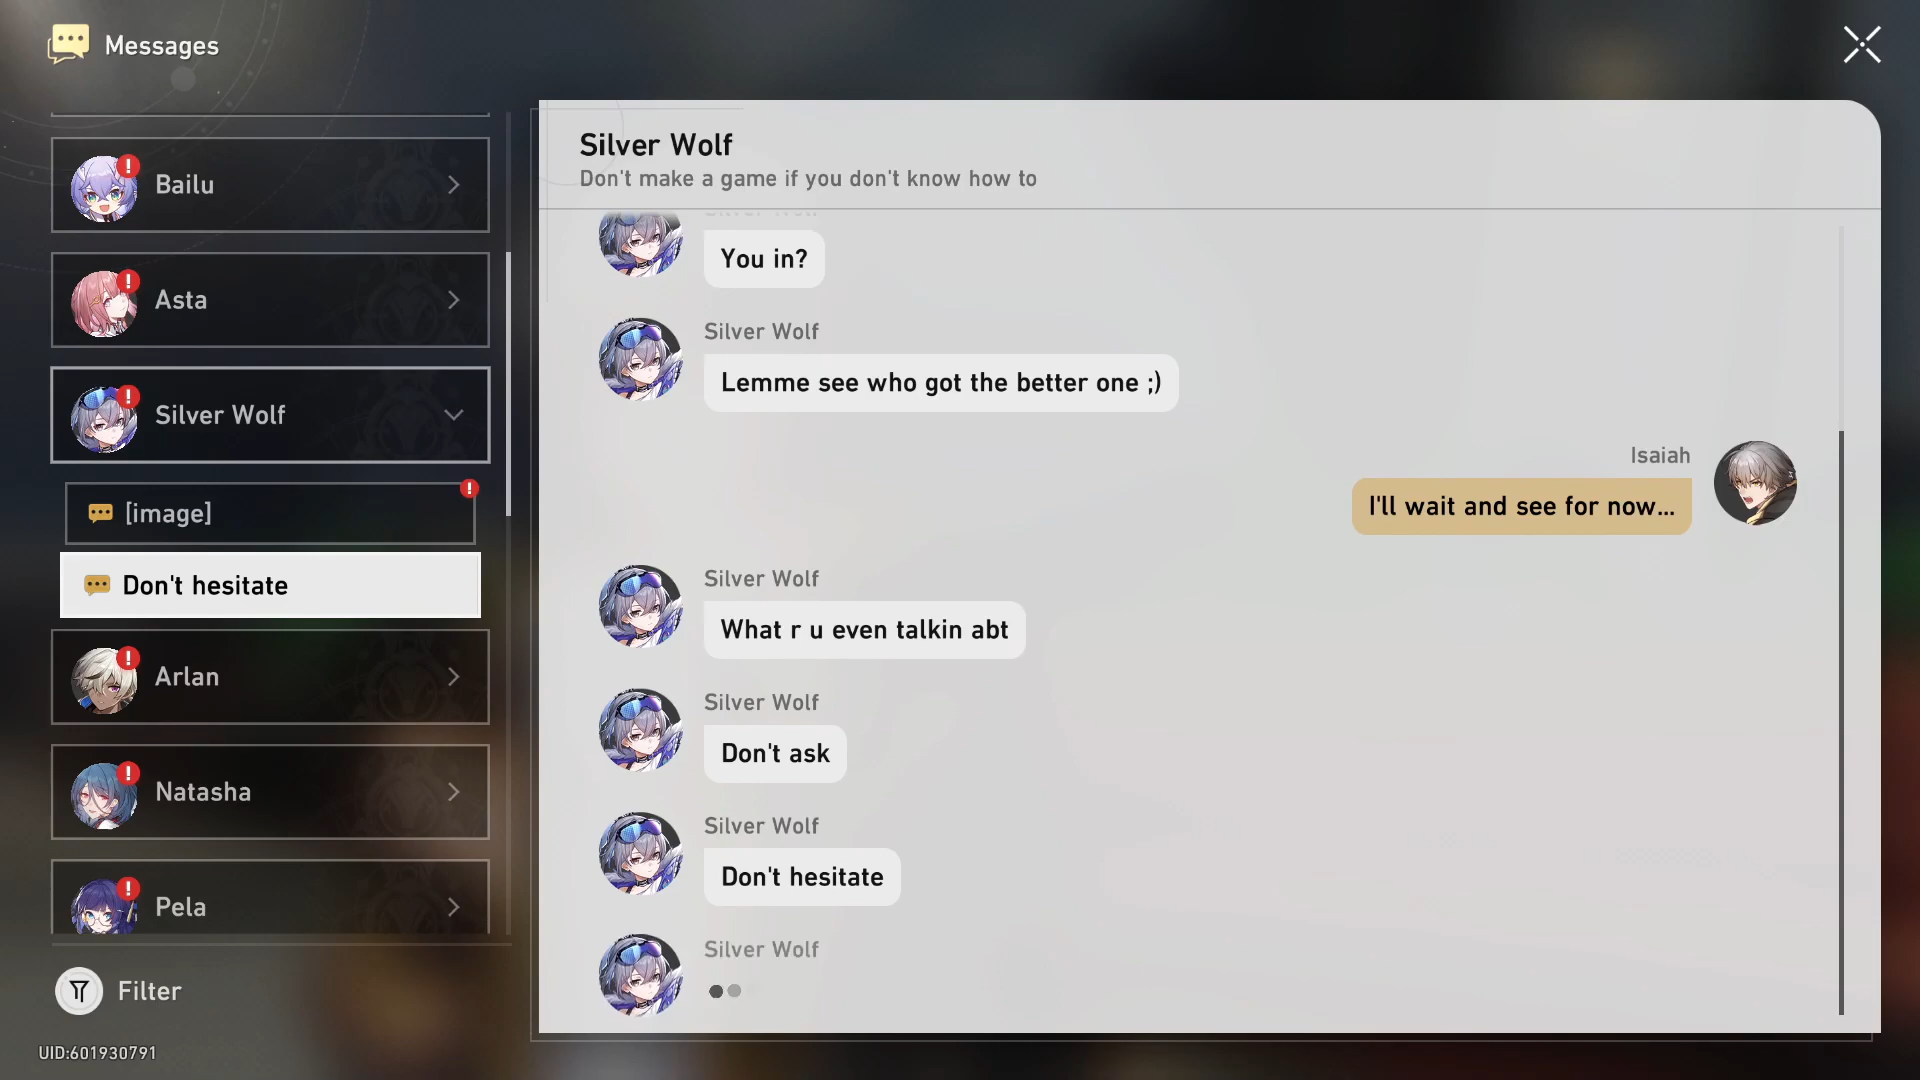 Messages
Bailu
Asta
Silver Wolf
[image]
Don't hesitate
Arlan
Natasha
Pela
Filter
UID:601930791
Silver Wolf
Don't make a game if you don't know how to
Silver Wolf
You in?
Silver Wolf
Lemme see who got the better one ;)
Isaiah
I'll wait and see for now...
Silver Wolf
What r u even talkin abt
Silver Wolf
Don't ask
Silver Wolf
Don't hesitate
Silver Wolf